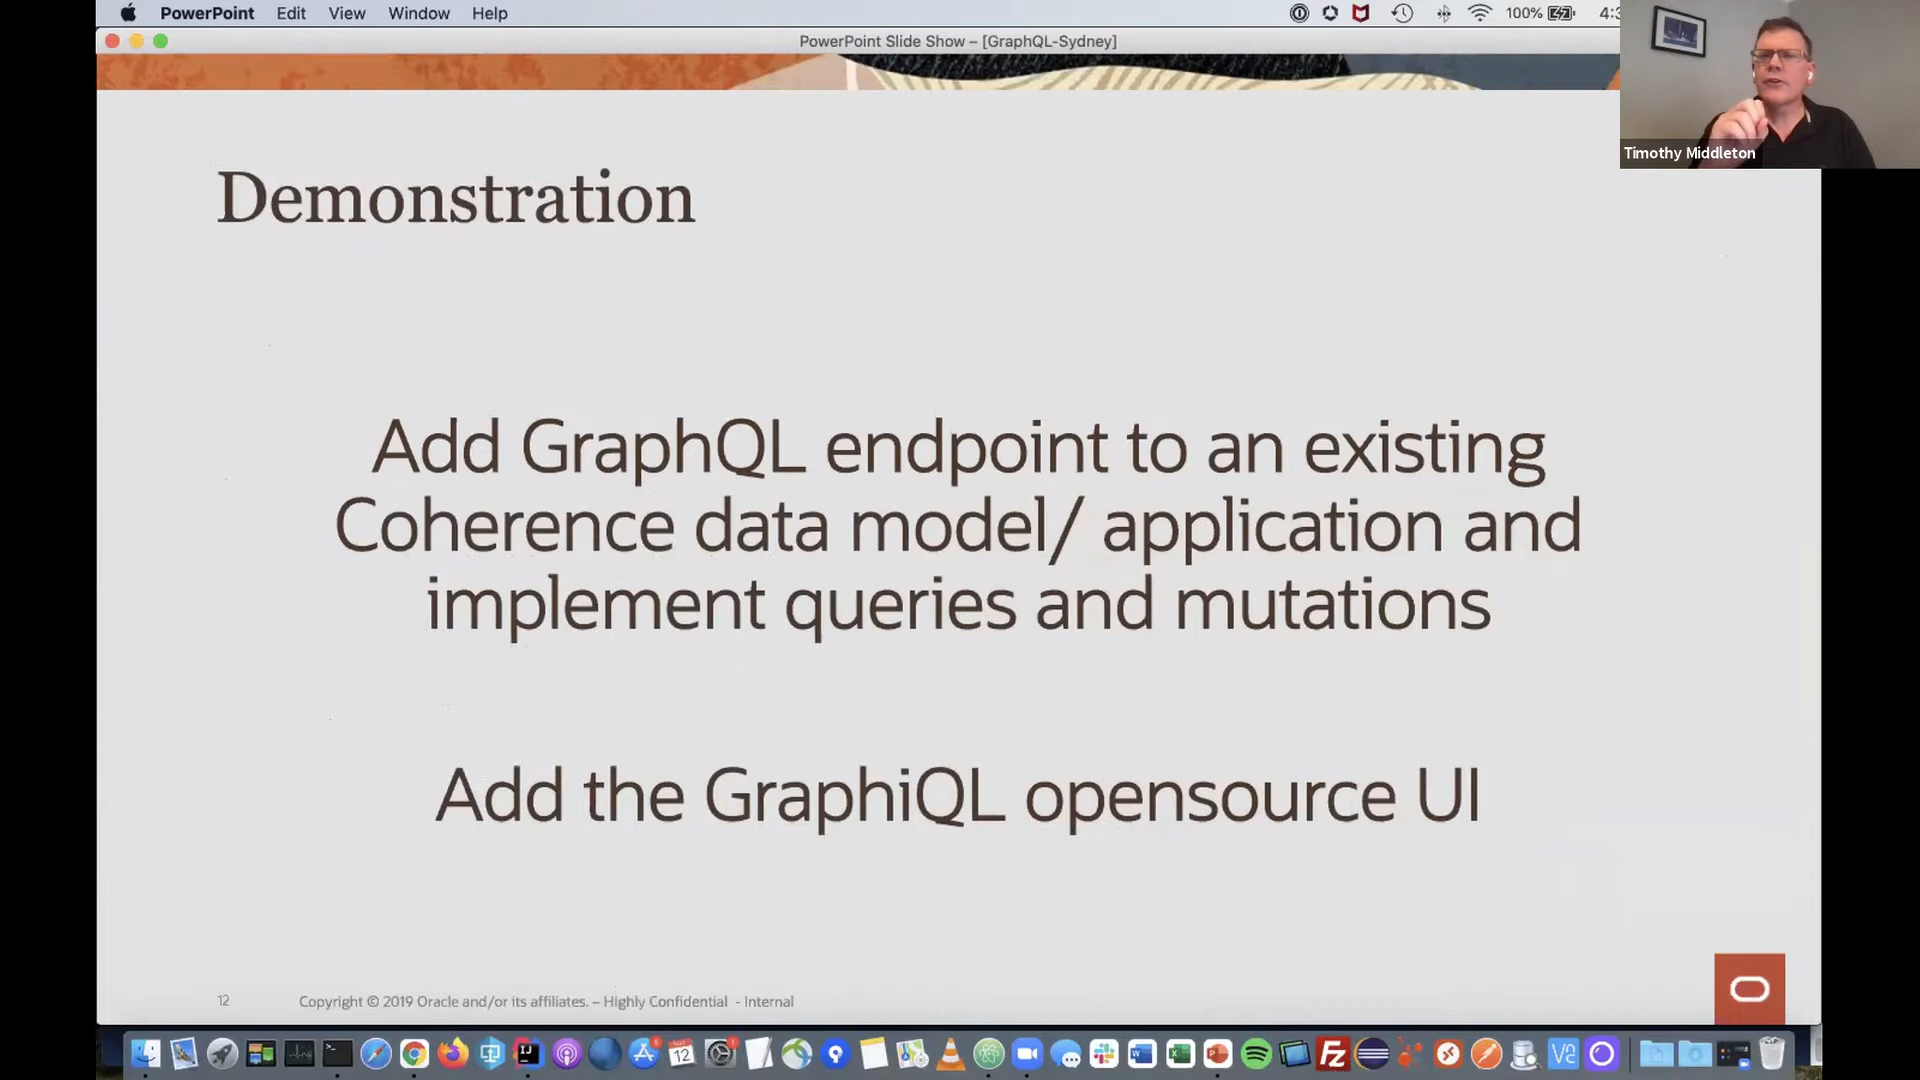 PowerPoint Edit View Window Help 100% 4:3
PowerPoint Slide Show – [GraphQL-Sydney]
Timothy Middleton
Demonstration
Add GraphQL endpoint to an existing
Coherence data model/ application and
implement queries and mutations
Add the GraphiQL opensource UI
12 Copyright © 2019 Oracle and/or its affiliates. – Highly Confidential - Internal